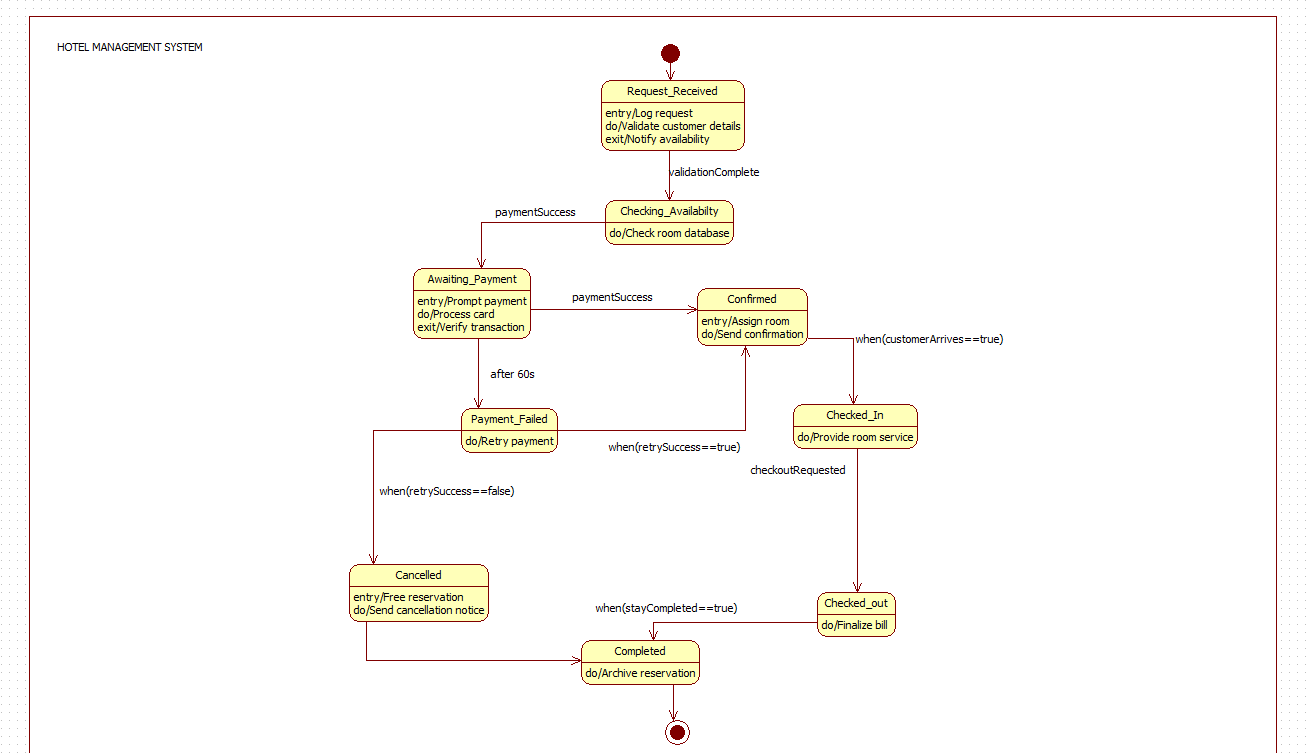 HOTEL MANAGEMENT SYSTEM
Request_Received
entry/Log request
do/Validate customer details
exit/Notify availability
validationComplete
Checking_Availabilty
do/Check room database
paymentSuccess
Awaiting_Payment
entry/Prompt payment
do/Process card
exit/Verify transaction
paymentSuccess
Confirmed
entry/Assign room
do/Send confirmation
when(customerArrives==true)
after 60s
Payment_Failed
do/Retry payment
when(retrySuccess==true)
Checked_In
do/Provide room service
checkoutRequested
when(retrySuccess==false)
Cancelled
entry/Free reservation
do/Send cancellation notice
Checked_out
do/Finalize bill
when(stayCompleted==true)
Completed
do/Archive reservation